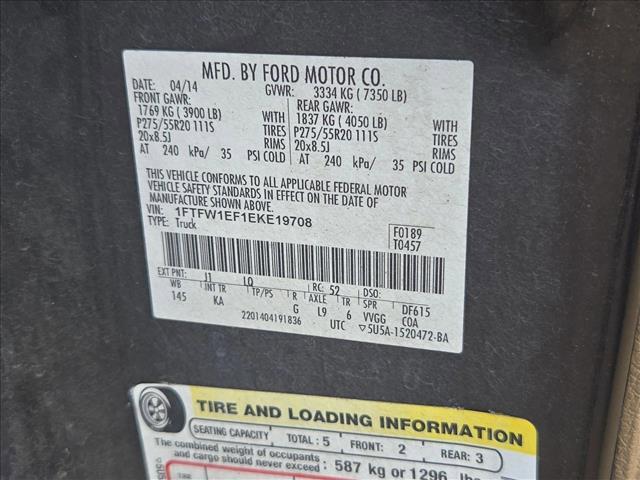 MFD. BY FORD MOTOR CO.
DATE: 04/14 GVWR: 3334 KG ( 7350 LB)
FRONT GAWR: REAR GAWR:
1769 KG ( 3900 LB) WITH 1837 KG ( 4050 LB) WITH
P275/55R20 111S TIRES P275/55R20 111S TIRES
20x8.5J RIMS 20x8.5J RIMS
AT 240 kPa/ 35 PSI COLD AT 240 kPa/ 35 PSI COLD
THIS VEHICLE CONFORMS TO ALL APPLICABLE FEDERAL MOTOR
VEHICLE SAFETY STANDARDS IN EFFECT ON THE DATE OF
MANUFACTURE SHOWN ABOVE.
VIN: 1FTFW1EF1EKE19708 F0189
TYPE: Truck T0457
EXT PNT: J1 LQ RC: 52 DF615
WB INT TR TP/PS R AXLE TR SPR
145 KA G L9 6 VVGG COA
2201404191836 UTC ▽5U5A-1520472-BA
TIRE AND LOADING INFORMATION
SEATING CAPACITY TOTAL : 5 FRONT: 2 REAR: 3
The combined weight of occupants
and cargo should never exceed : 587 kg or 1296 lbs